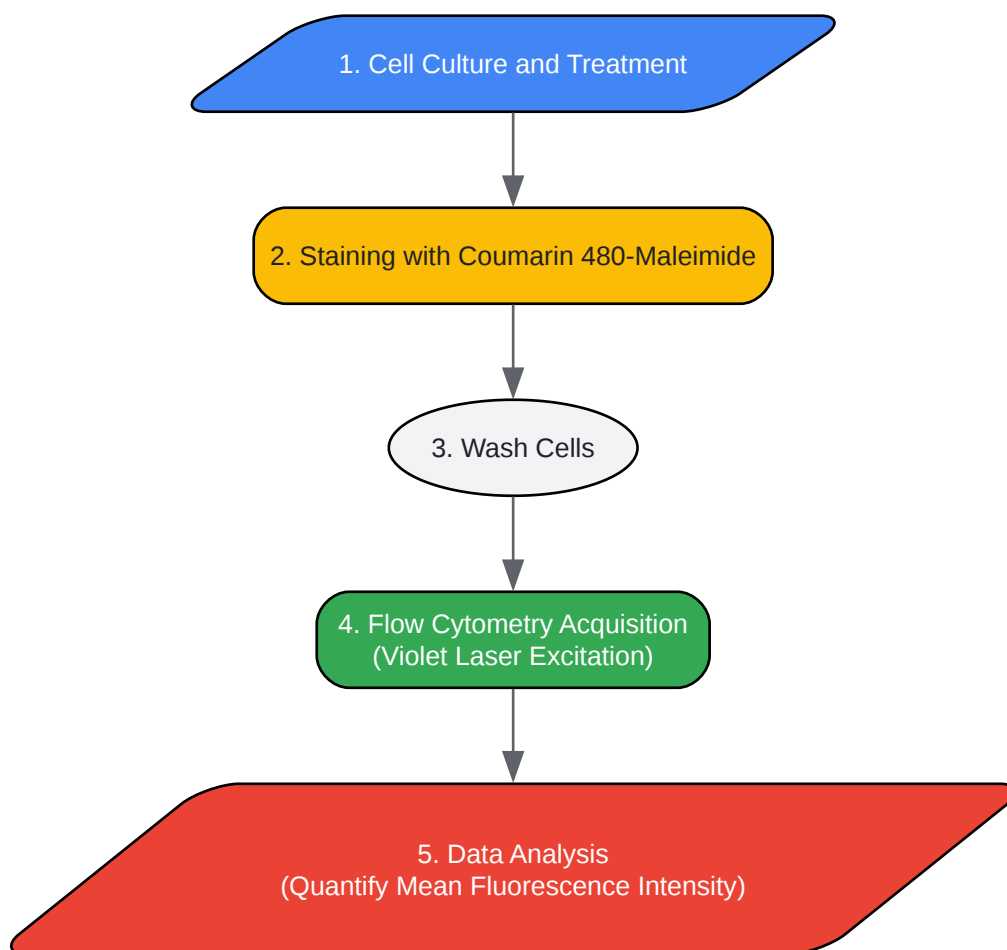 1. Cell Culture and Treatment
2. Staining with Coumarin 480-Maleimide
3. Wash Cells
4. Flow Cytometry Acquisition
(Violet Laser Excitation)
5. Data Analysis
(Quantify Mean Fluorescence Intensity)